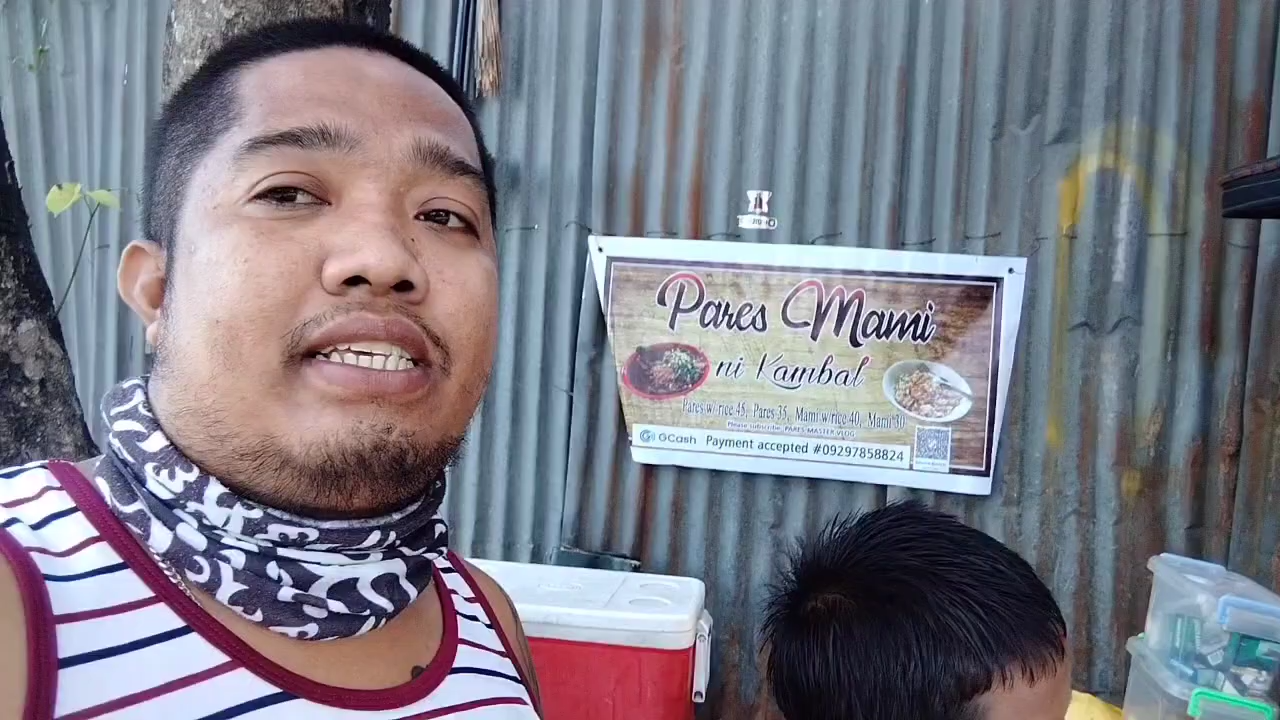 Pares Mami
ni Kambal
Pares w/ rice 45, Pares 35, Mami w/rice 40, Mami 30
Please subscribe: PARES MASTER VLOG
GCash Payment accepted #09297858824